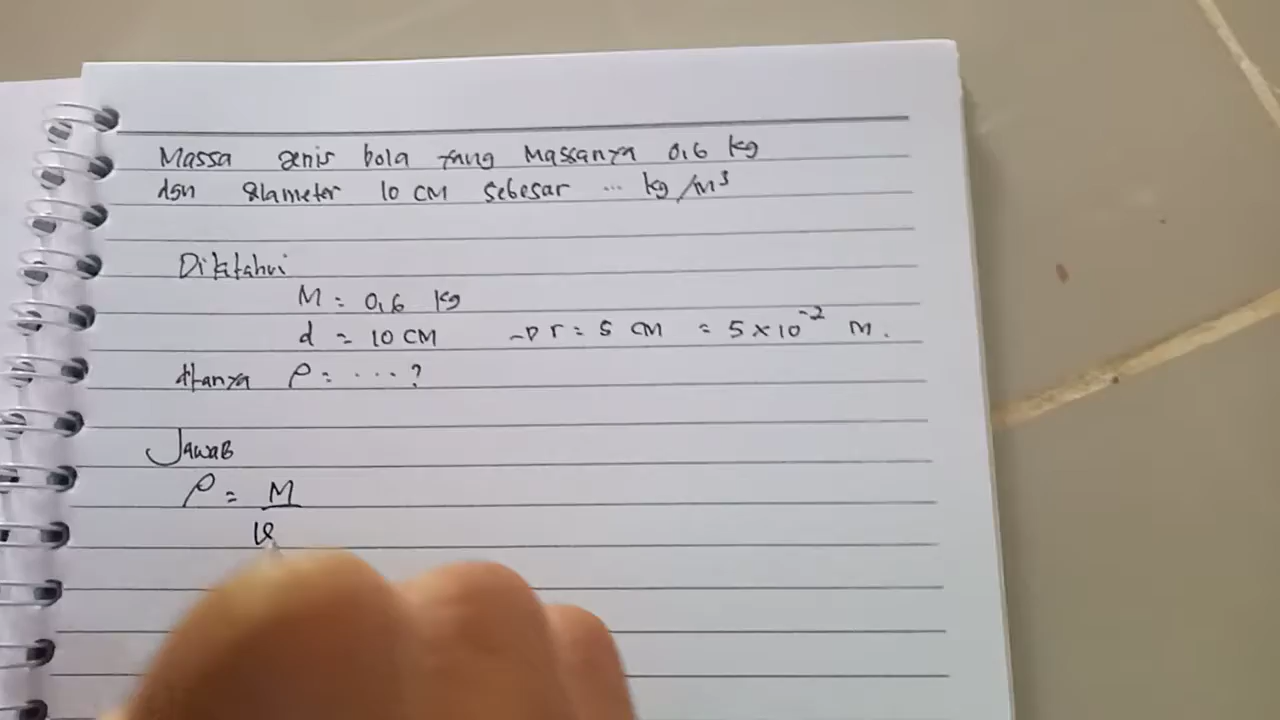 Massa jenis bola yang Massanya 0,6 kg
dgn diameter 10 CM sebesar ... kg/m³
Diketahui
M = 0,6 kg
d = 10 CM → r = 5 CM = 5 × 10⁻² m.
ditanya ρ = .... ?
Jawab
ρ = M